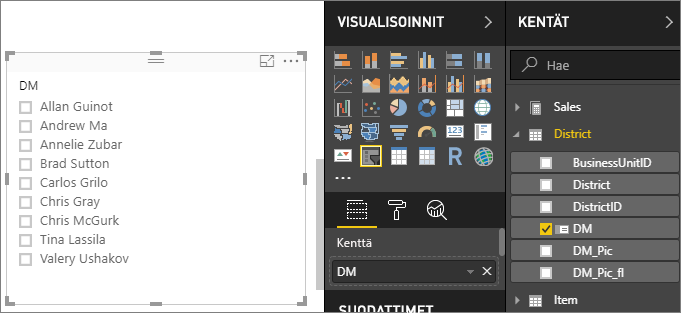 DM
Allan Guinot
Andrew Ma
Annelie Zubar
Brad Sutton
Carlos Grilo
Chris Gray
Chris McGurk
Tina Lassila
Valery Ushakov
VISUALISOINNIT
123
R
Kenttä
DM
SUODATTIMET
KENTÄT
Hae
Sales
District
BusinessUnitID
District
DistrictID
DM
DM_Pic
DM_Pic_fl
Item